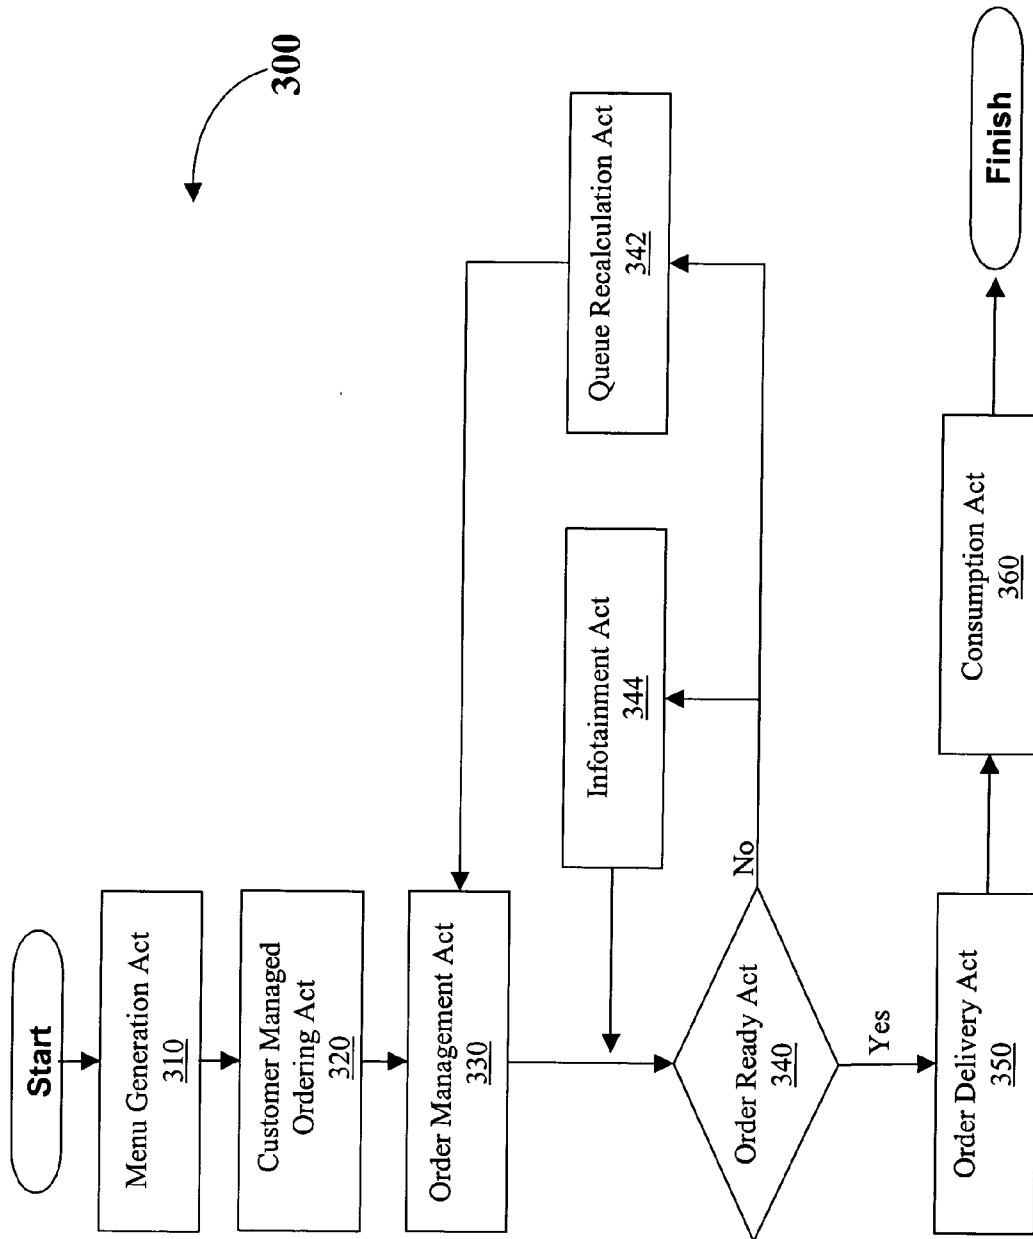 300
Start
Menu Generation Act
310
Customer Managed
Ordering Act
320
Order Management Act
330
Infotainment Act
344
Queue Recalculation Act
342
Order Ready Act
340
No
Yes
Order Delivery Act
350
Consumption Act
360
Finish